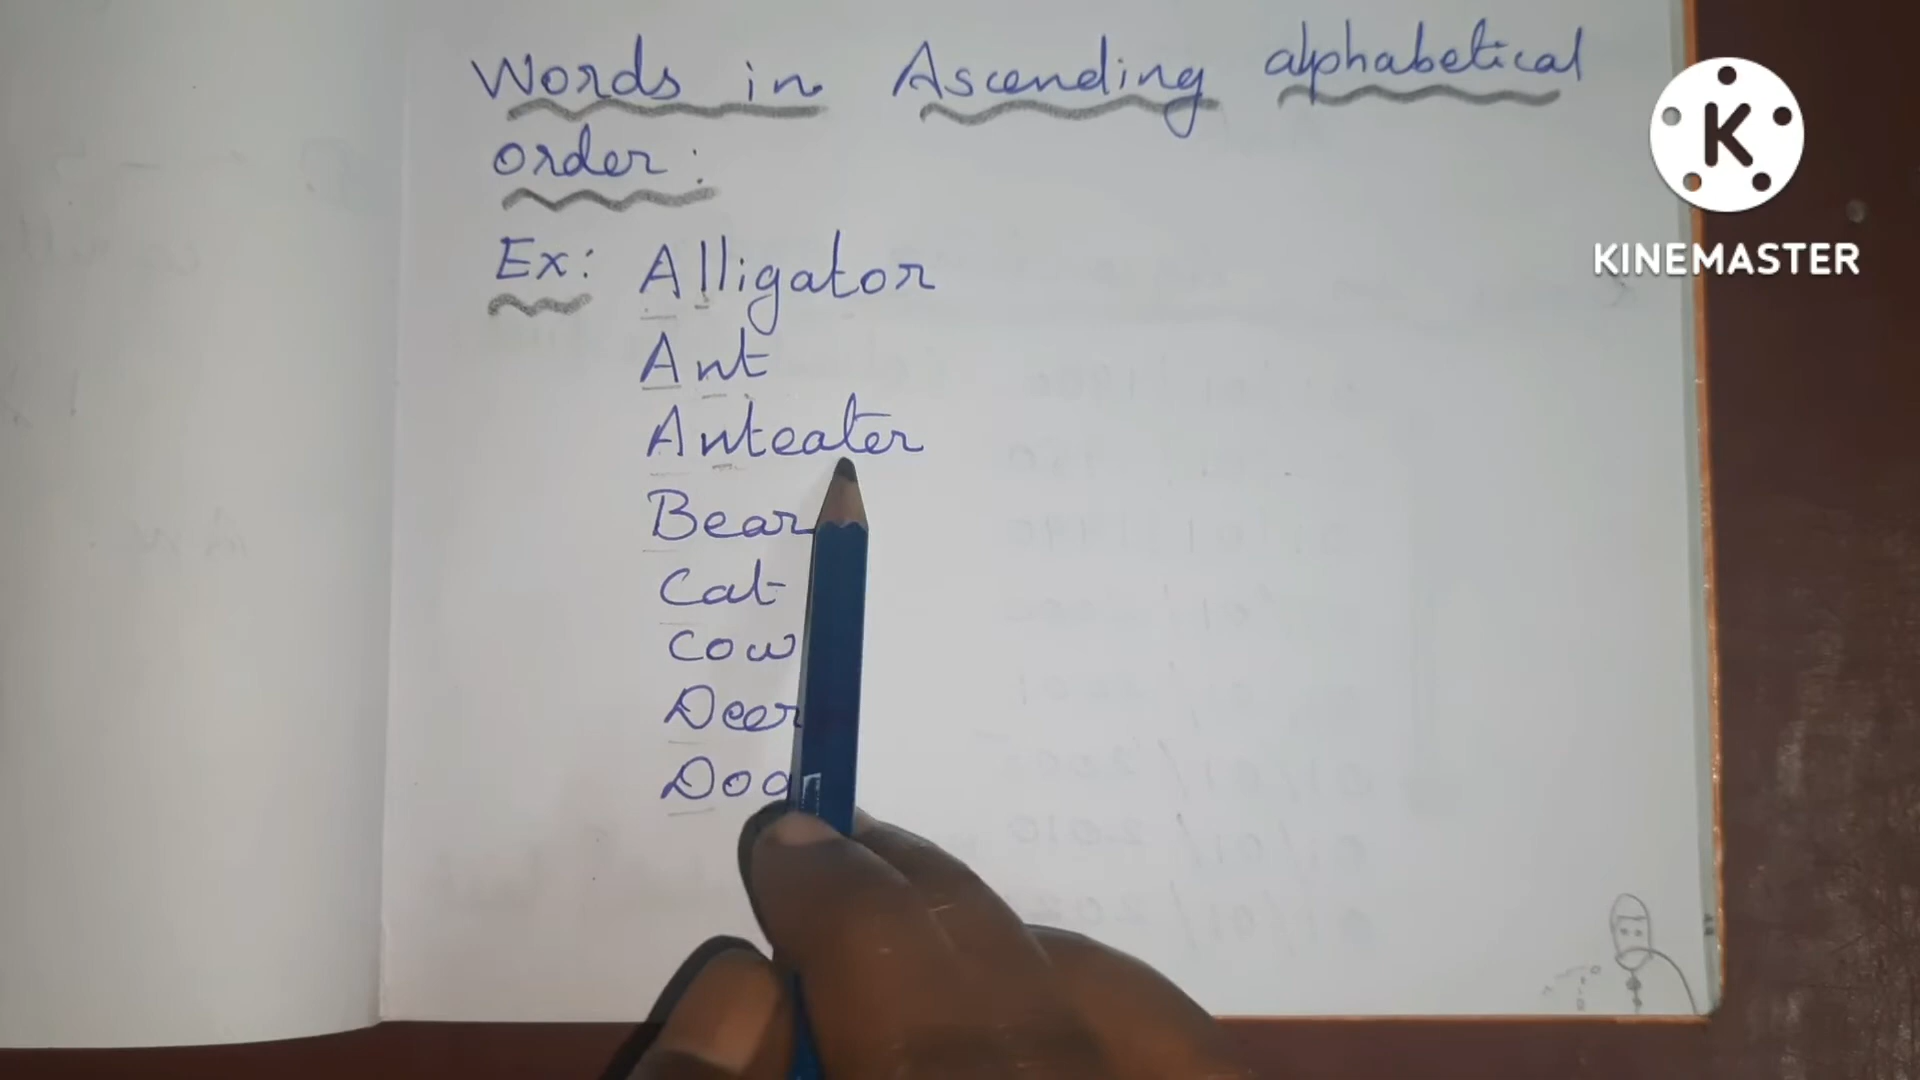 Words in Ascending alphabetical
order:
Ex: Alligator
Ant
Anteater
Bear
Cat
Cow
Deer
Dog
K
KINEMASTER